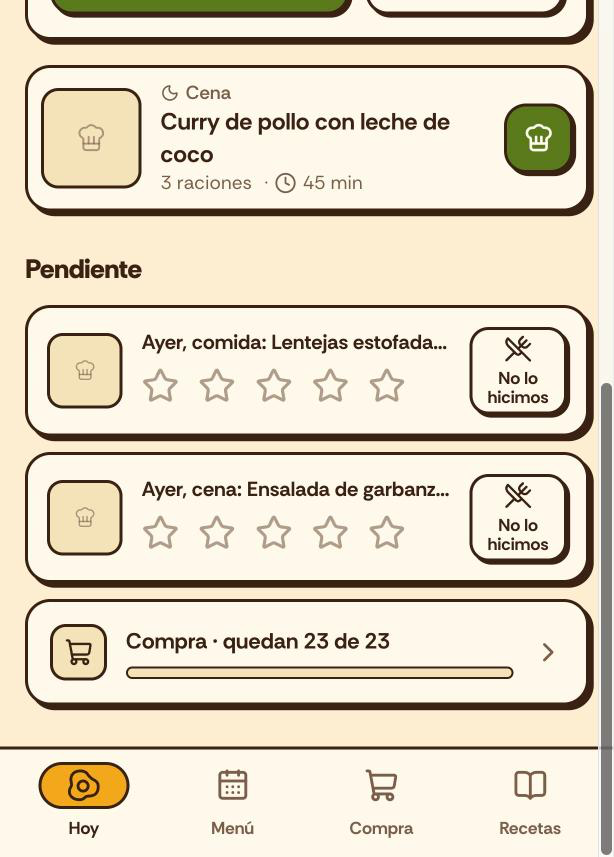 Cena
Curry de pollo con leche de
coco
3 raciones · 45 min
Pendiente
Ayer, comida: Lentejas estofada...
No lo
hicimos
Ayer, cena: Ensalada de garbanz...
No lo
hicimos
Compra · quedan 23 de 23
Hoy
Menú
Compra
Recetas